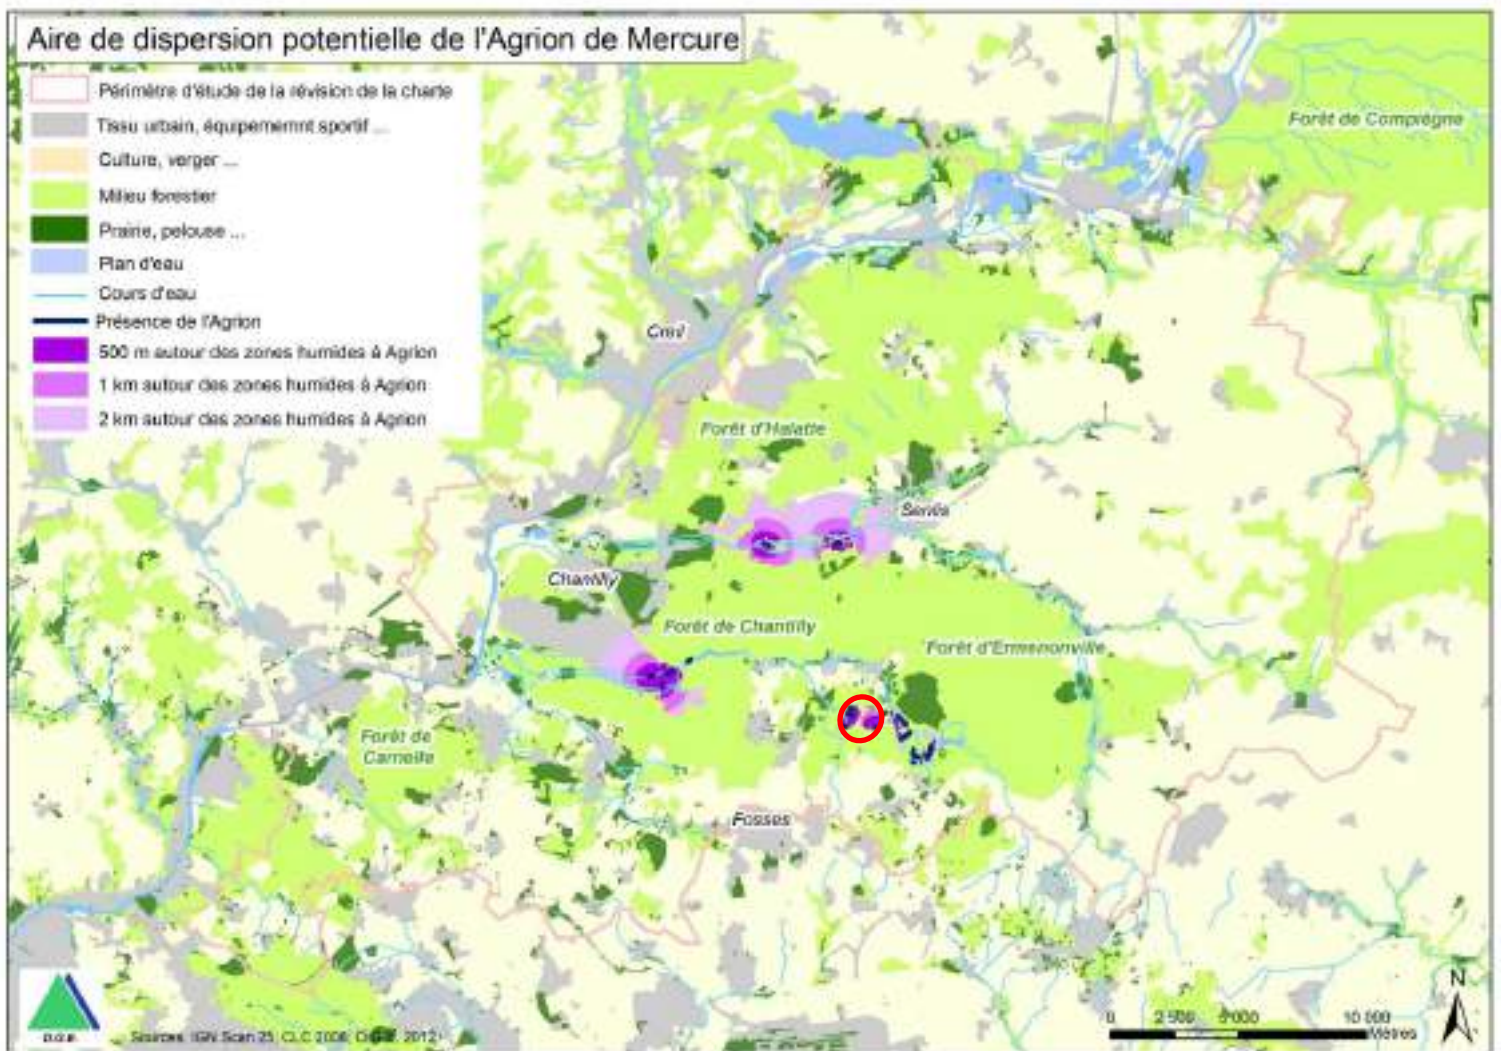 Aire de dispersion potentielle de l'Agrion de Mercure
Périmètre d'étude de la révision de la charte
Tissu urbain, équipememnt sportif ...
Culture, verger ...
Milieu forestier
Prairie, pelouse ...
Plan d'eau
Cours d'eau
Présence de l'Agrion
500 m autour des zones humides à Agrion
1 km autour des zones humides à Agrion
2 km autour des zones humides à Agrion
Forêt de Compiègne
Creil
Forêt d'Halatte
Senlis
Chantilly
Forêt de Chantilly
Forêt d'Ermenonville
Forêt de
Carnelle
Fosses
N
0 2 500 5 000 10 000
Mètres
Sources: IGN Scan 25, CLC 2006, 2012